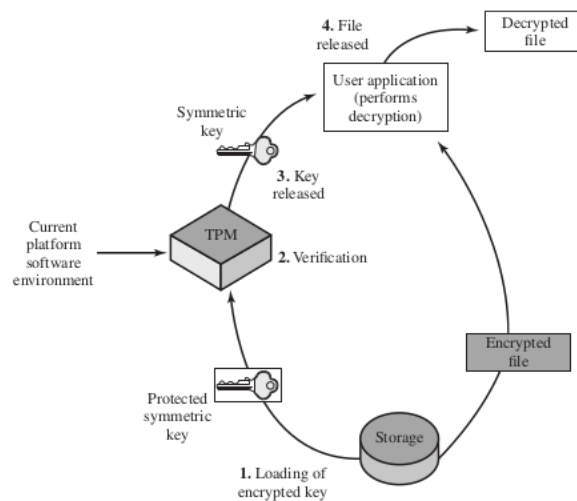 4. File
released
Decrypted
file
User application
(performs
decryption)
Symmetric
key
3. Key
released
TPM
Current
platform
software
environment
2. Verification
Encrypted
file
Protected
symmetric
key
Storage
1. Loading of
encrypted key